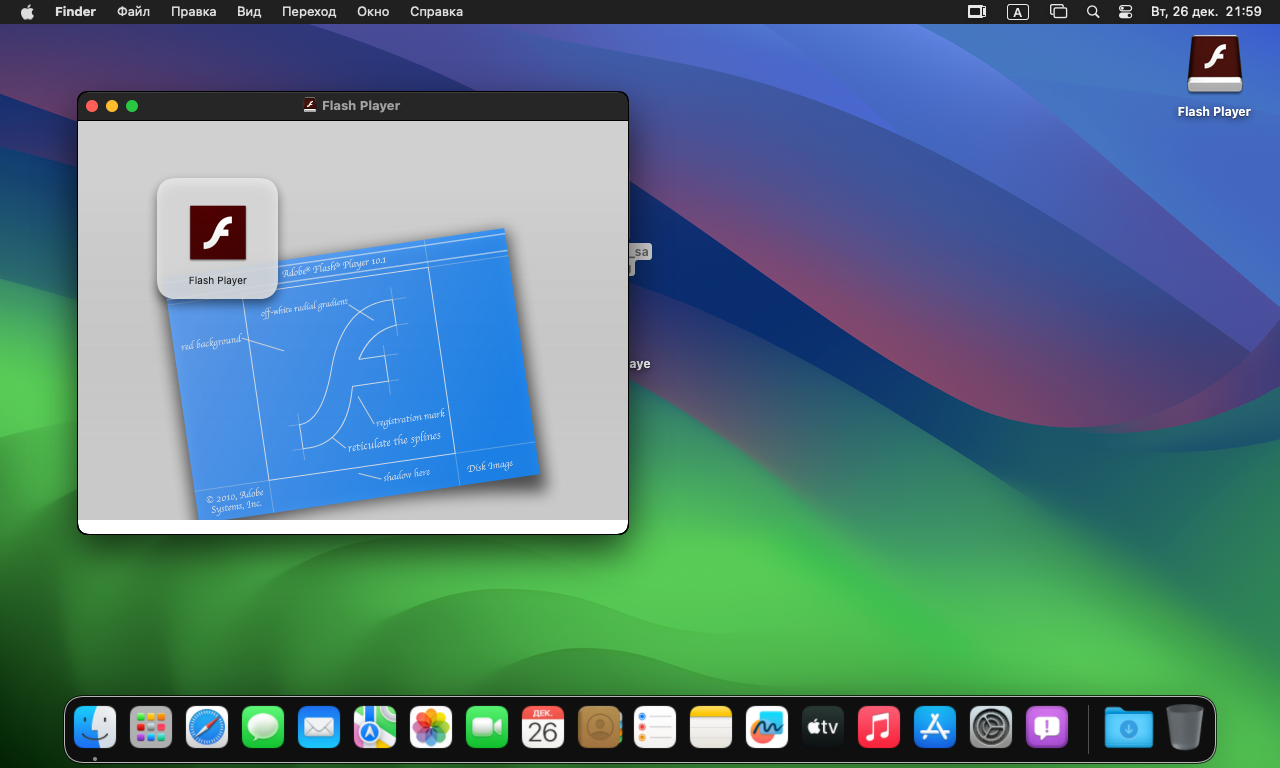 Finder Файл Правка Вид Переход Окно Справка A Вт, 26 дек. 21:59
Flash Player
Flash Player
Flash Player
Adobe® Flash® Player 10.1
off-white radial gradient
red background
registration mark
reticulate the splines
shadow here
Disk Image
© 2010, Adobe
Systems, Inc.
_sa
aye
ДЕК.
26
tv